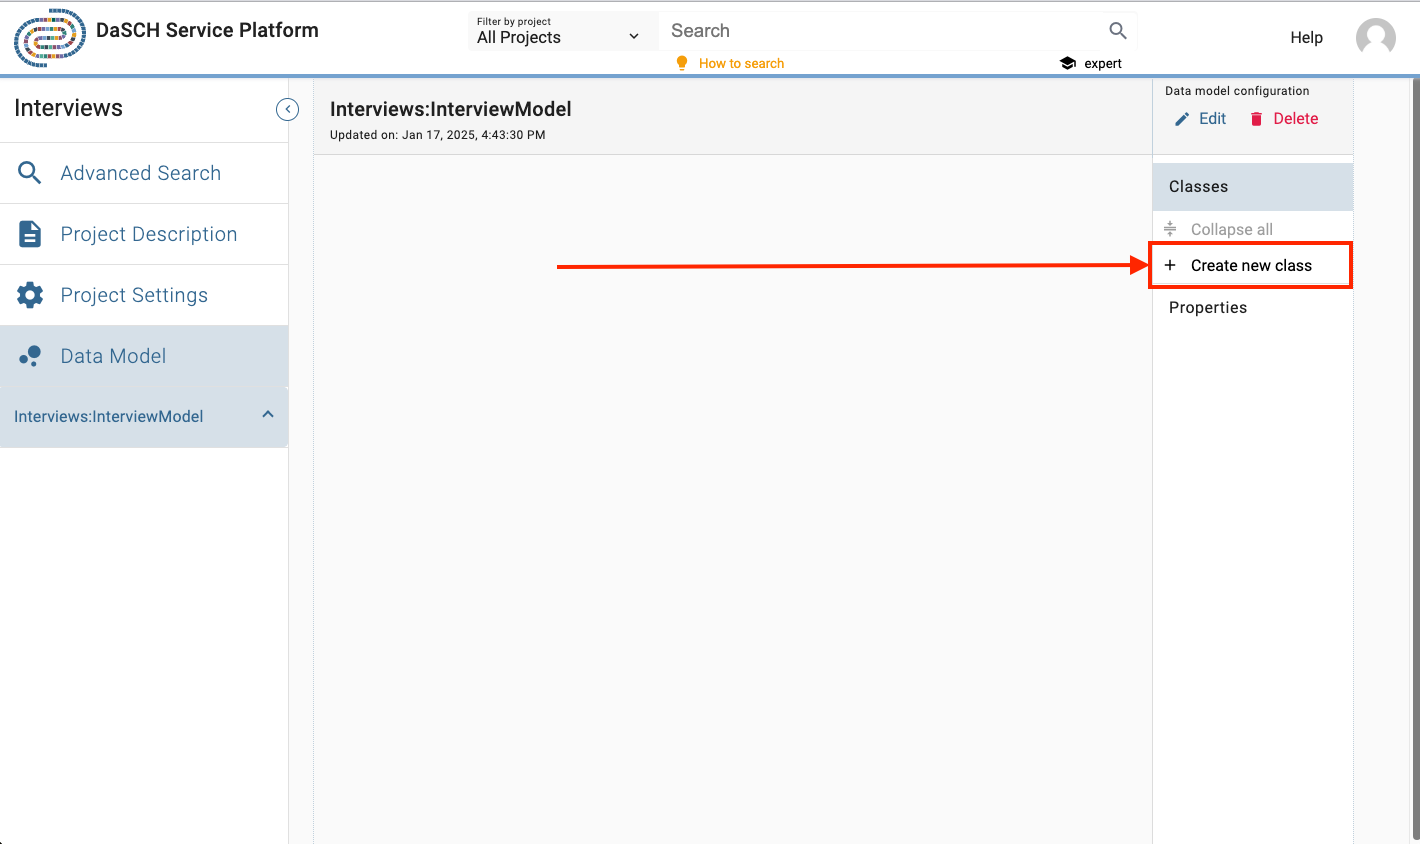 DaSCH Service Platform
Filter by project
All Projects
Search
How to search
expert
Help
Interviews
Advanced Search
Project Description
Project Settings
Data Model
Interviews:InterviewModel
Interviews:InterviewModel
Updated on: Jan 17, 2025, 4:43:30 PM
Data model configuration
Edit
Delete
Classes
Collapse all
+ Create new class
Properties